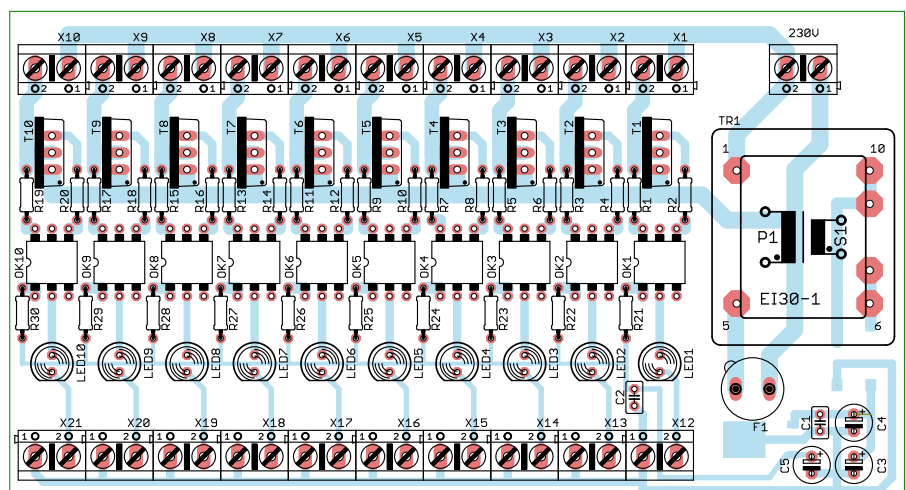 X10 X9 X8 X7 X6 X5 X4 X3 X2 X1 230V
2 1 2 1 2 1 2 1 2 1 2 1 2 1 2 1 2 1 2 1 2 1
T10 T9 T8 T7 T6 T5 T4 T3 T2 T1 TR1
1 10
R19 R20 R17 R18 R15 R16 R13 R14 R11 R12 R9 R10 R7 R8 R5 R6 R3 R4 R1 R2
P1 S10
OK10 OK9 OK8 OK7 OK6 OK5 OK4 OK3 OK2 OK1
EI30-1
R30 R29 R28 R27 R26 R25 R24 R23 R22 R21 5 6
LED10 LED9 LED8 LED7 LED6 LED5 LED4 LED3 LED2 LED1
C2
X21 X20 X19 X18 X17 X16 X15 X14 X13 X12 F1 C1 + C4
1 2 1 2 1 2 1 2 1 2 1 2 1 2 1 2 1 2 1 2
C5 + + C3